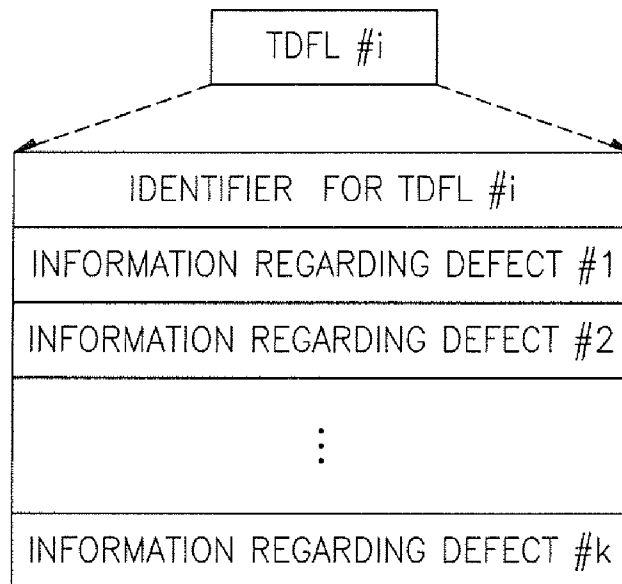 TDFL #i
IDENTIFIER FOR TDFL #i
INFORMATION REGARDING DEFECT #1
INFORMATION REGARDING DEFECT #2
⋮
INFORMATION REGARDING DEFECT #k